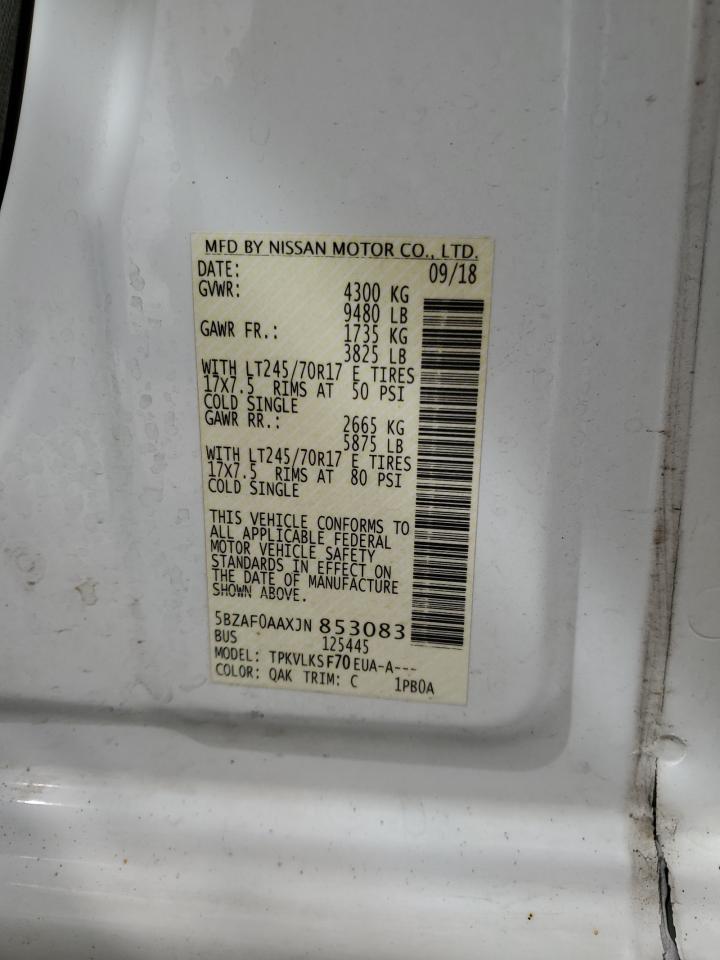 MFD BY NISSAN MOTOR CO., LTD.
DATE: 09/18
GVWR: 4300 KG
9480 LB
GAWR FR.: 1735 KG
3825 LB
WITH LT245/70R17 E TIRES
17X7.5 RIMS AT 50 PSI
COLD SINGLE
GAWR RR.: 2665 KG
5875 LB
WITH LT245/70R17 E TIRES
17X7.5 RIMS AT 80 PSI
COLD SINGLE
THIS VEHICLE CONFORMS TO
ALL APPLICABLE FEDERAL
MOTOR VEHICLE SAFETY
STANDARDS IN EFFECT ON
THE DATE OF MANUFACTURE
SHOWN ABOVE.
5BZAF0AAXJN 853083
BUS 125445
MODEL: TPKVLKSF70EUA-A---
COLOR: QAK TRIM: C 1PB0A